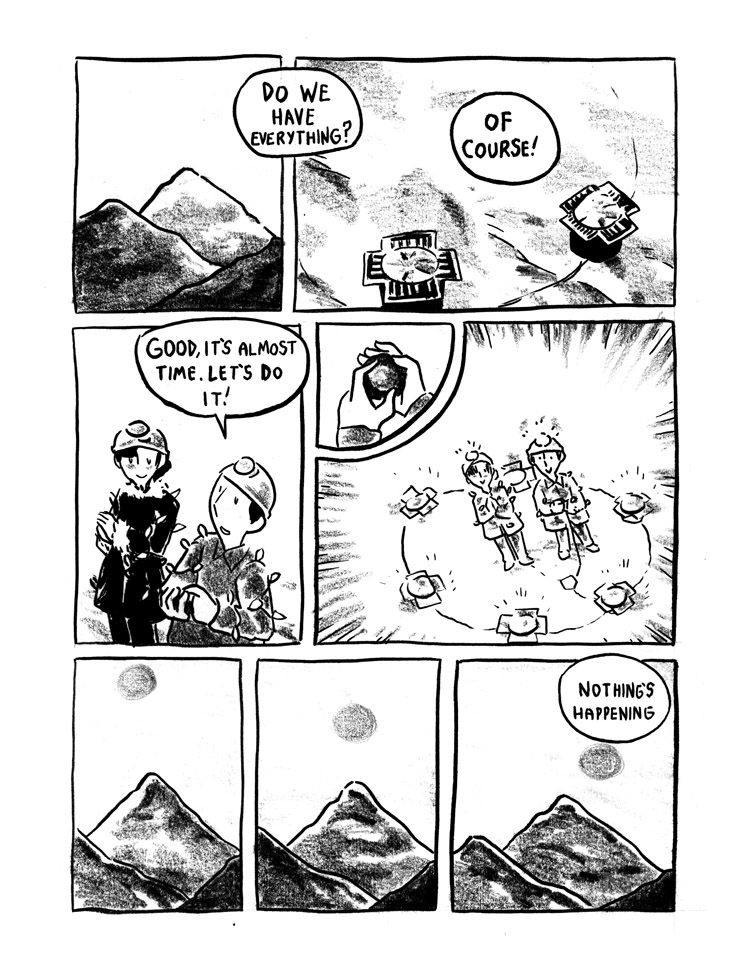 DO WE
HAVE
EVERYTHING?
OF
COURSE!
GOOD, IT'S ALMOST
TIME. LET'S DO
IT!
NOTHING'S
HAPPENING